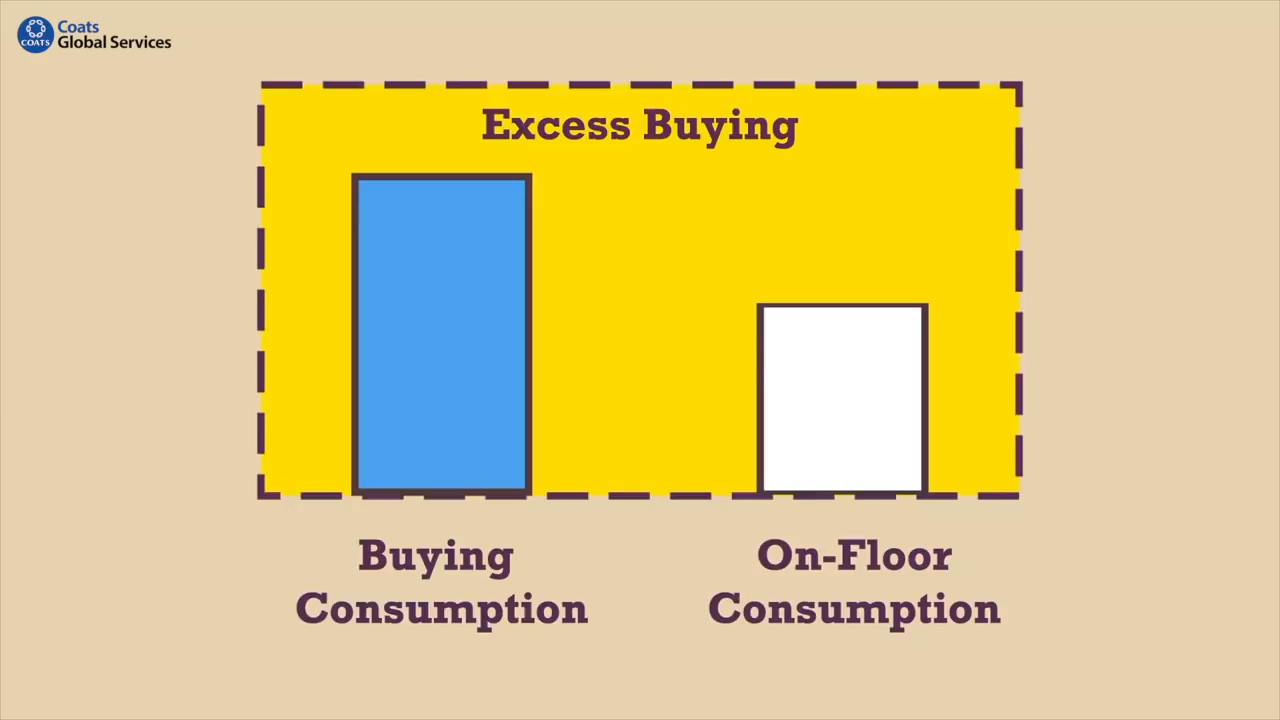 Coats
Global Services
COATS
Excess Buying
Buying
Consumption
On-Floor
Consumption